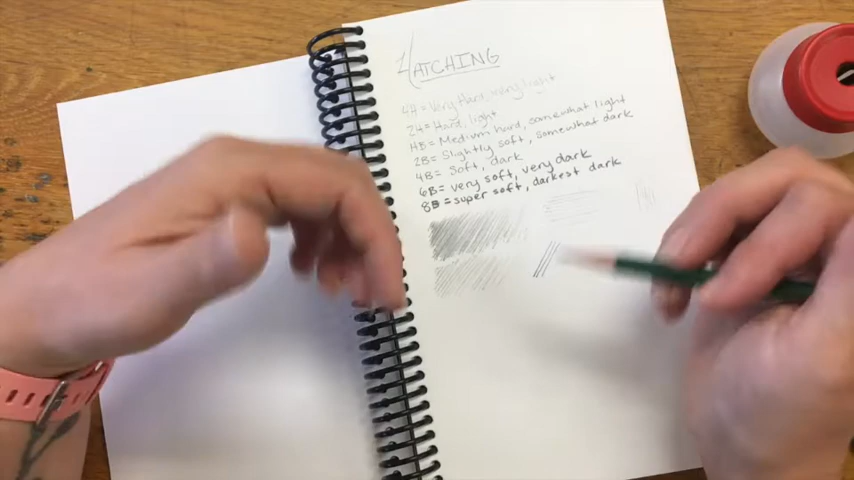 HATCHING
4H = Very Hard, very light
2H = Hard, light
HB = Medium hard, somewhat light
2B = Slightly soft, somewhat dark
4B = Soft, dark
6B = very soft, very dark
8B = super soft, darkest dark